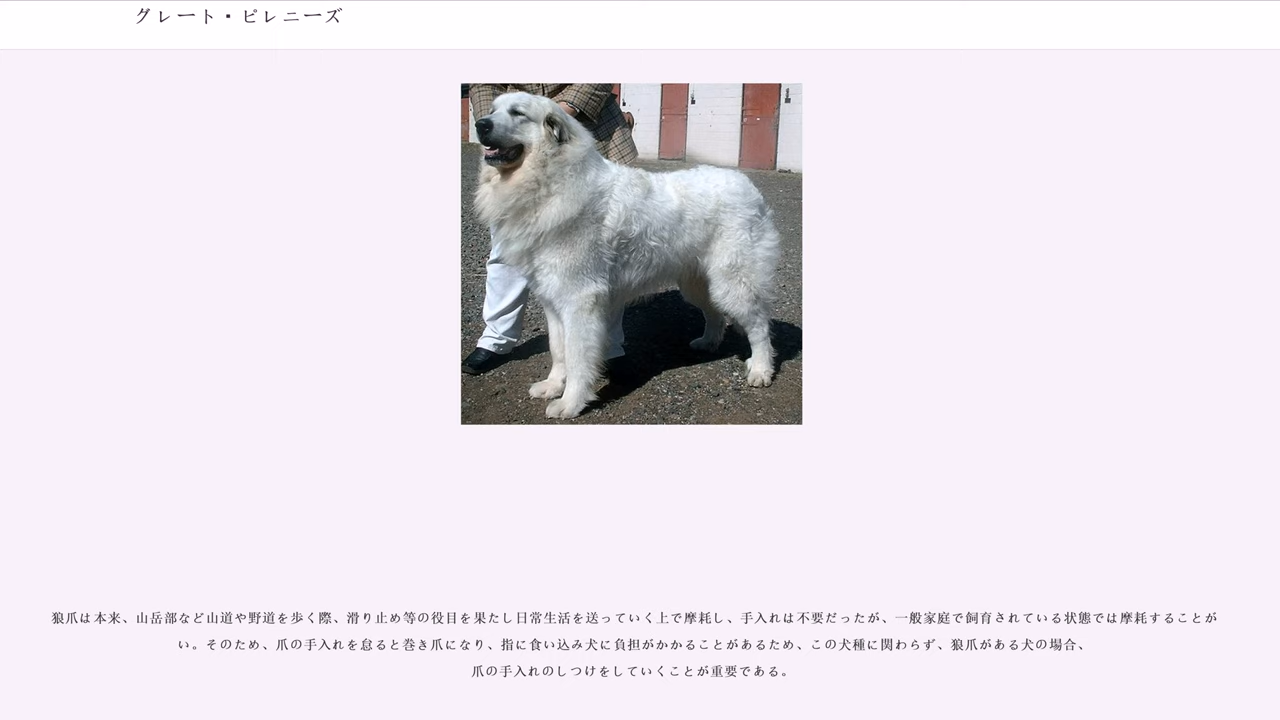 グレート・ピレニーズ
狼爪は本来、山岳部など山道や野道を歩く際、滑り止め等の役目を果たし日常生活を送っていく上で摩耗し、手入れは不要だったが、一般家庭で飼育されている状態では摩耗することが
い。そのため、爪の手入れを怠ると巻き爪になり、指に食い込み犬に負担がかかることがあるため、この犬種に関わらず、狼爪がある犬の場合、
爪の手入れのしつけをしていくことが重要である。